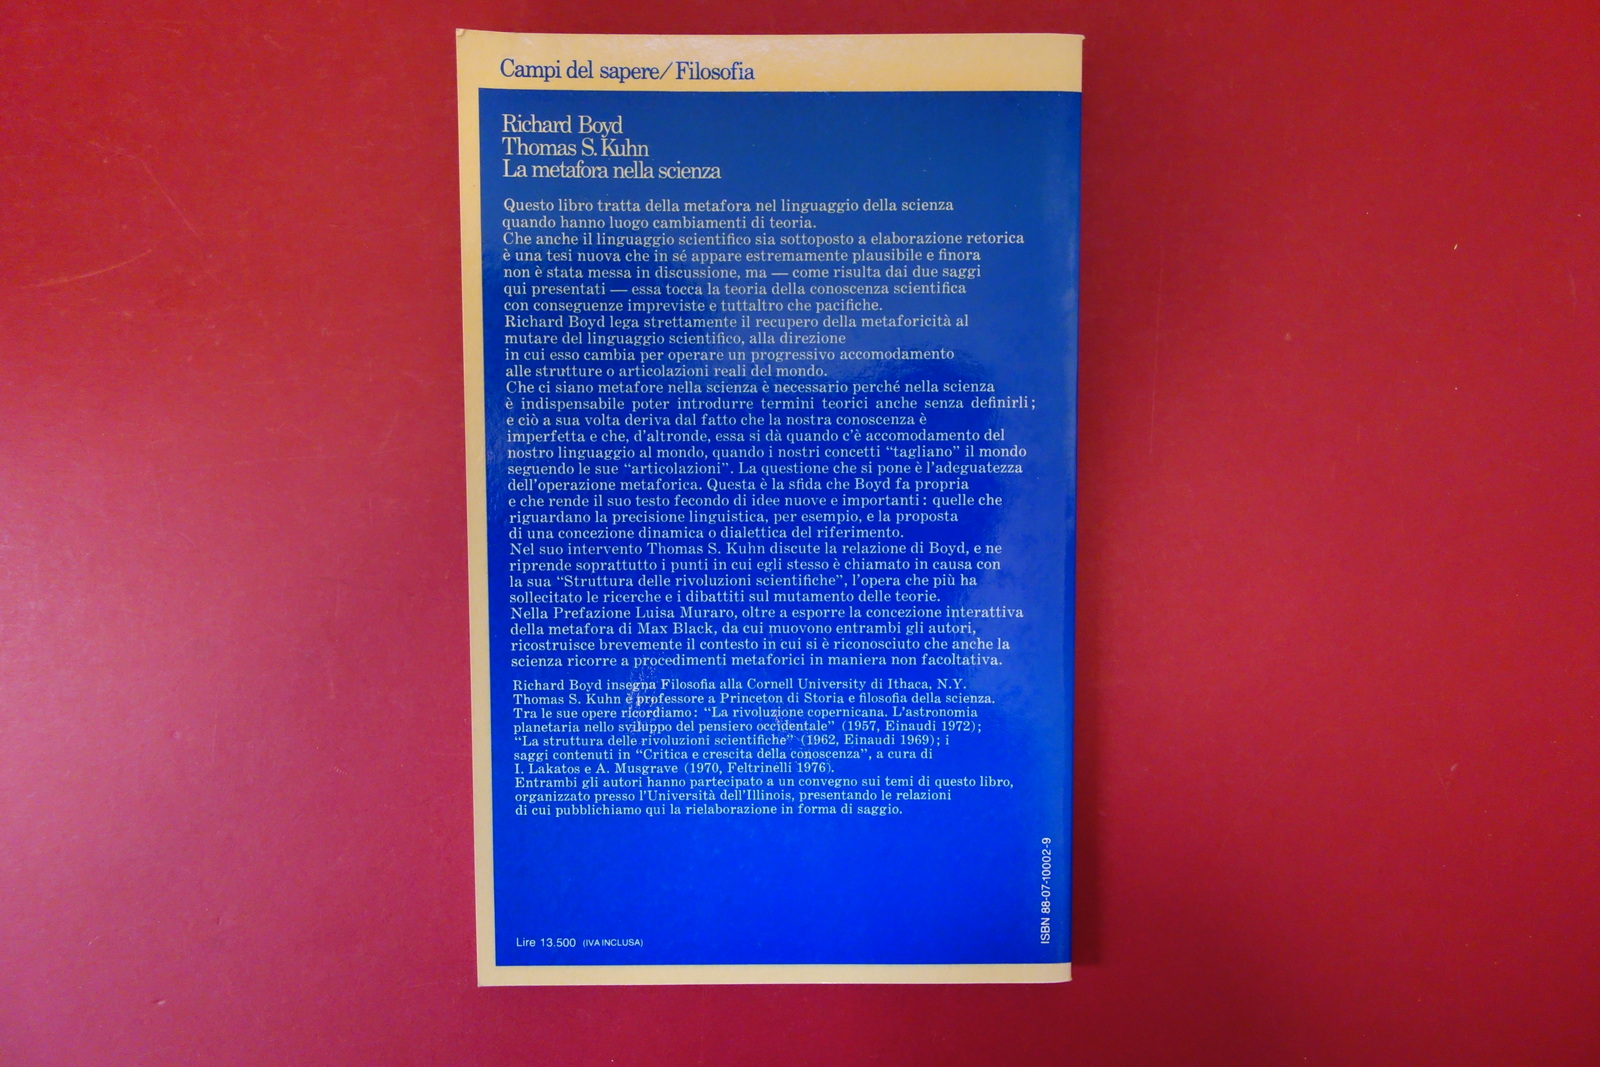 Campi del sapere/Filosofia
Richard Boyd
Thomas S. Kuhn
La metafora nella scienza
Questo libro tratta della metafora nel linguaggio della scienza
quando hanno luogo cambiamenti di teoria.
Che anche il linguaggio scientifico sia sottoposto a elaborazione retorica
è una tesi nuova che in sé appare estremamente plausibile e finora
non è stata messa in discussione, ma — come risulta dai due saggi
qui presentati — essa tocca la teoria della conoscenza scientifica
con conseguenze impreviste e tuttaltro che pacifiche.
Richard Boyd lega strettamente il recupero della metaforicità al
mutare del linguaggio scientifico, alla direzione
in cui esso cambia per operare un progressivo accomodamento
alle strutture o articolazioni reali del mondo.
Che ci siano metafore nella scienza è necessario perché nella scienza
è indispensabile poter introdurre termini teorici anche senza definirli;
e ciò a sua volta deriva dal fatto che la nostra conoscenza è
imperfetta e che, d'altronde, essa si dà quando c'è accomodamento del
nostro linguaggio al mondo, quando i nostri concetti “tagliano” il mondo
seguendo le sue “articolazioni”. La questione che si pone è l'adeguatezza
dell'operazione metaforica. Questa è la sfida che Boyd fa propria
e che rende il suo testo fecondo di idee nuove e importanti: quelle che
riguardano la precisione linguistica, per esempio, e la proposta
di una concezione dinamica o dialettica del riferimento.
Nel suo intervento Thomas S. Kuhn discute la relazione di Boyd, e ne
riprende soprattutto i punti in cui egli stesso è chiamato in causa con
la sua “Struttura delle rivoluzioni scientifiche”, l'opera che più ha
sollecitato le ricerche e i dibattiti sul mutamento delle teorie.
Nella Prefazione Luisa Muraro, oltre a esporre la concezione interattiva
della metafora di Max Black, da cui muovono entrambi gli autori,
ricostruisce brevemente il contesto in cui si è riconosciuto che anche la
scienza ricorre a procedimenti metaforici in maniera non facoltativa.
Richard Boyd insegna Filosofia alla Cornell University di Ithaca, N.Y.
Thomas S. Kuhn è professore a Princeton di Storia e filosofia della scienza.
Tra le sue opere ricordiamo: “La rivoluzione copernicana. L'astronomia
planetaria nello sviluppo del pensiero occidentale” (1957, Einaudi 1972);
“La struttura delle rivoluzioni scientifiche” (1962, Einaudi 1969); i
saggi contenuti in “Critica e crescita della conoscenza”, a cura di
I. Lakatos e A. Musgrave (1970, Feltrinelli 1976).
Entrambi gli autori hanno partecipato a un convegno sui temi di questo libro,
organizzato presso l'Università dell'Illinois, presentando le relazioni
di cui pubblichiamo qui la rielaborazione in forma di saggio.
Lire 13.500 (IVA INCLUSA)
ISBN 88-07-10002-9